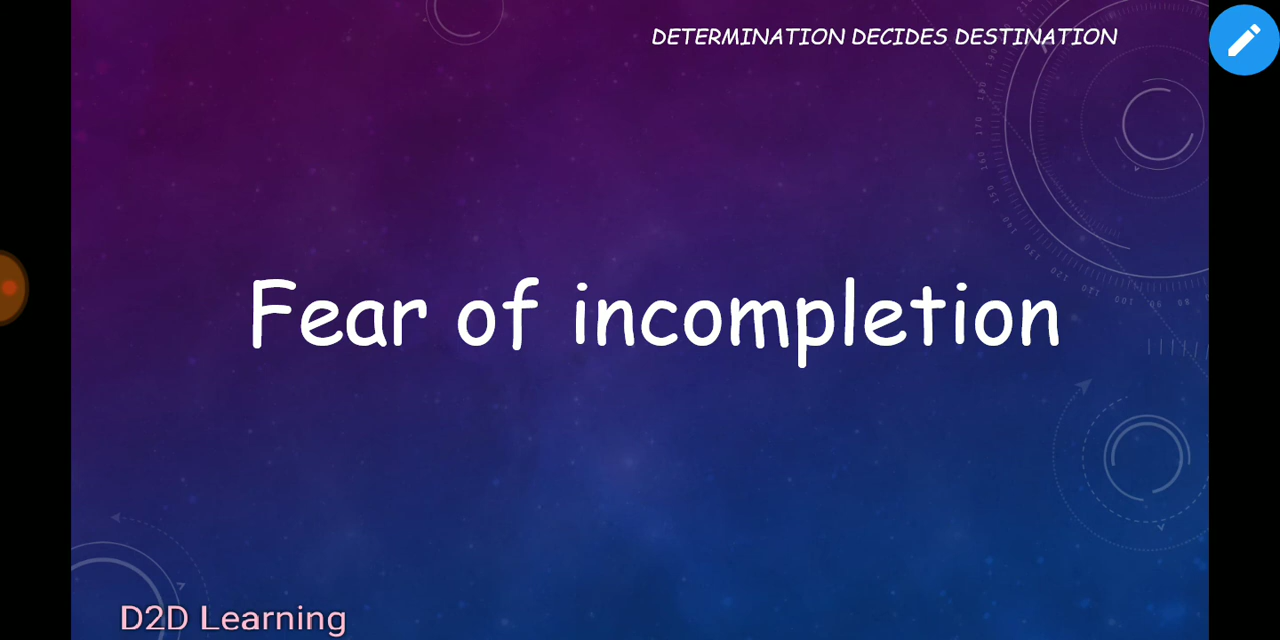 DETERMINATION DECIDES DESTINATION
Fear of incompletion
D2D Learning